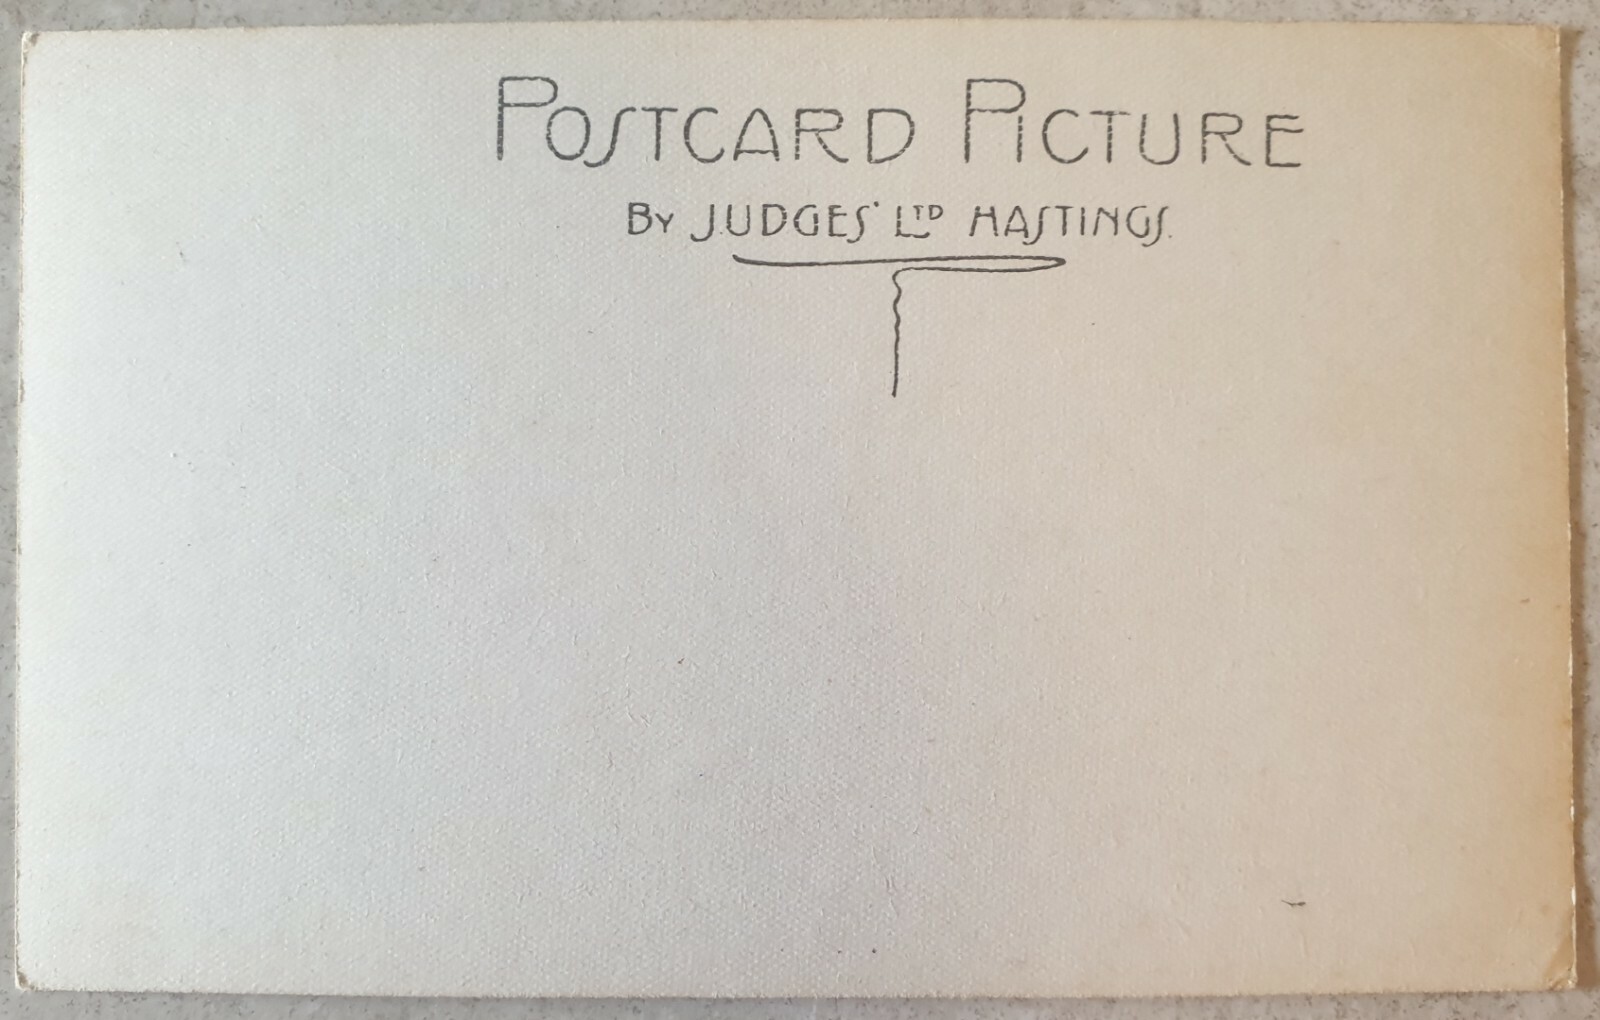 POSTCARD PICTURE
BY JUDGES' LTD HASTINGS.